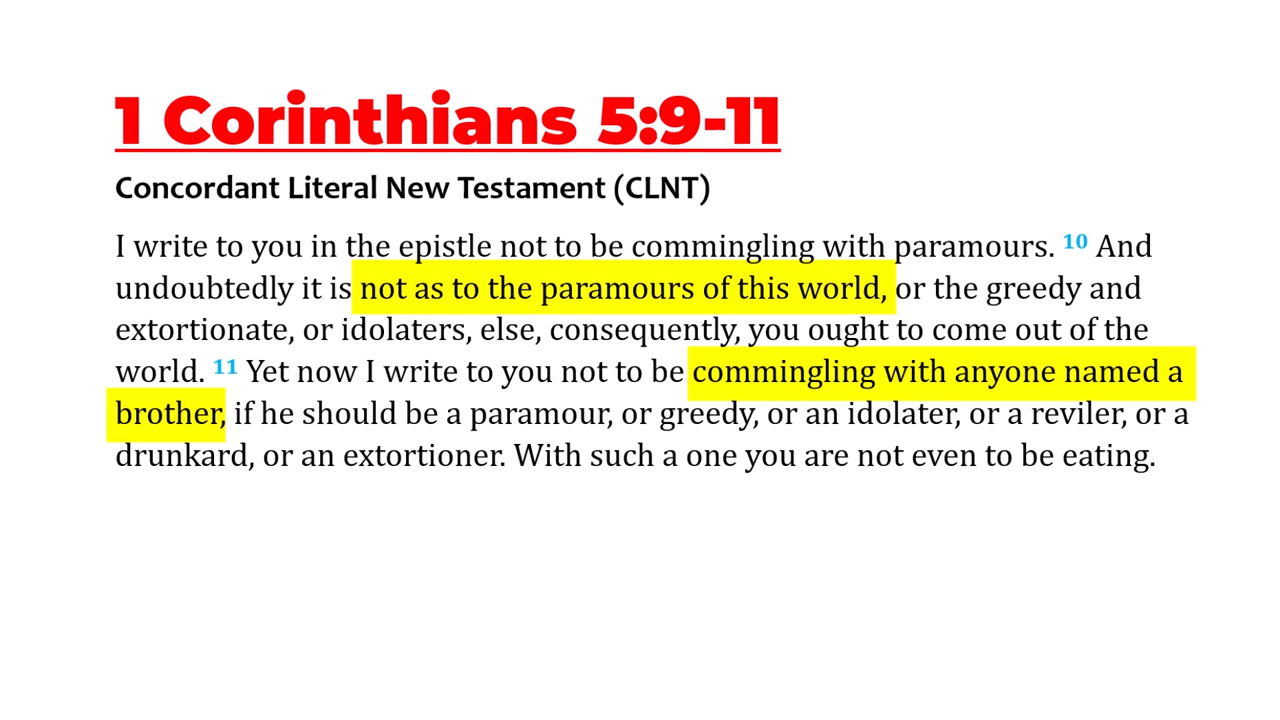 1 Corinthians 5:9-11
Concordant Literal New Testament (CLNT)
I write to you in the epistle not to be commingling with paramours. 10 And
undoubtedly it is not as to the paramours of this world, or the greedy and
extortionate, or idolaters, else, consequently, you ought to come out of the
world. 11 Yet now I write to you not to be commingling with anyone named a
brother, if he should be a paramour, or greedy, or an idolater, or a reviler, or a
drunkard, or an extortioner. With such a one you are not even to be eating.